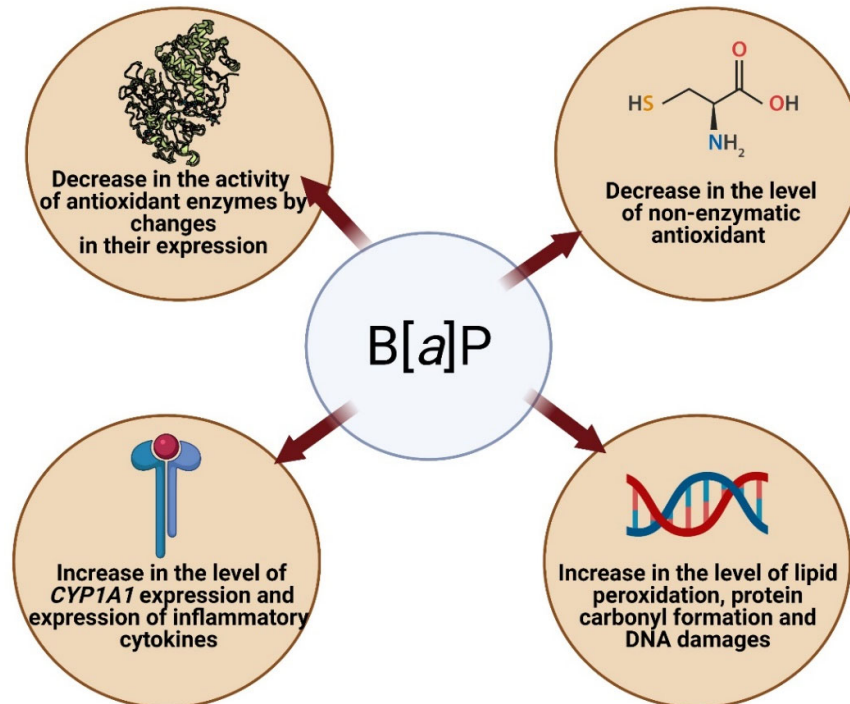 Decrease in the activity
of antioxidant enzymes by
changes
in their expression
O
HS
OH
NH₂
Decrease in the level
of non-enzymatic
antioxidant
B[a]P
Increase in the level of
CYP1A1 expression and
expression of inflammatory
cytokines
Increase in the level of lipid
peroxidation, protein
carbonyl formation and
DNA damages